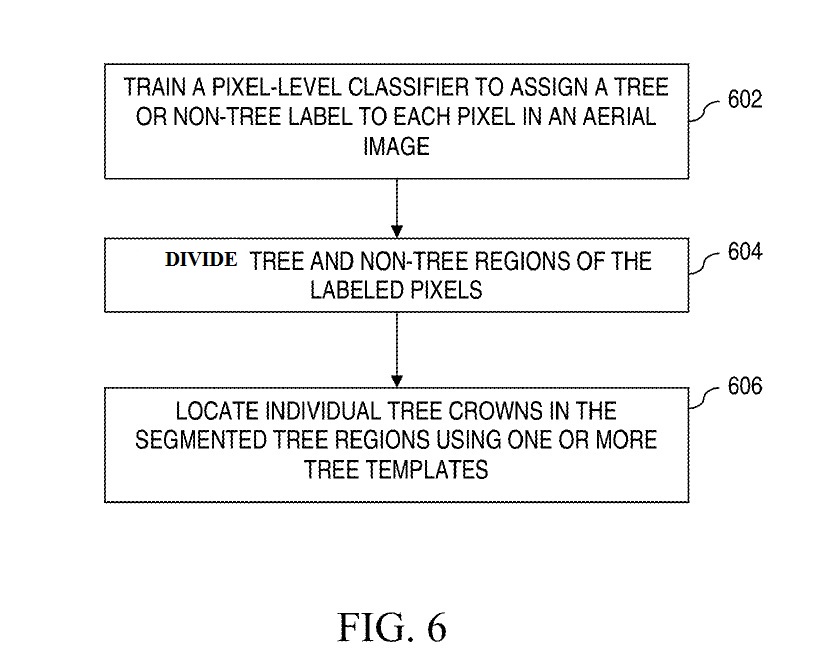 TRAIN A PIXEL-LEVEL CLASSIFIER TO ASSIGN A TREE
OR NON-TREE LABEL TO EACH PIXEL IN AN AERIAL
IMAGE
602
DIVIDE TREE AND NON-TREE REGIONS OF THE
LABELED PIXELS
604
LOCATE INDIVIDUAL TREE CROWNS IN THE
SEGMENTED TREE REGIONS USING ONE OR MORE
TREE TEMPLATES
606
FIG. 6